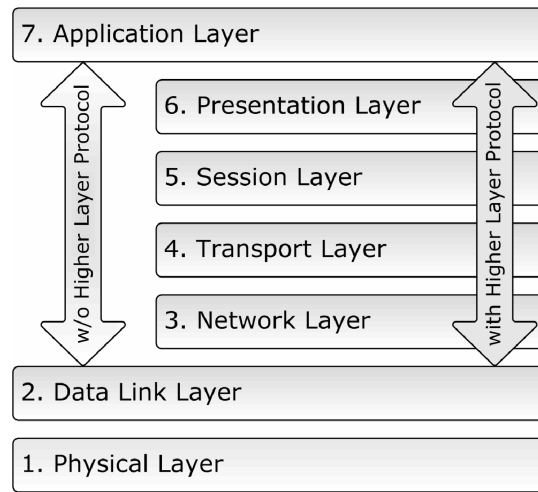 7. Application Layer
w/o Higher Layer Protocol
6. Presentation Layer
5. Session Layer
4. Transport Layer
3. Network Layer
with Higher Layer Protocol
2. Data Link Layer
1. Physical Layer